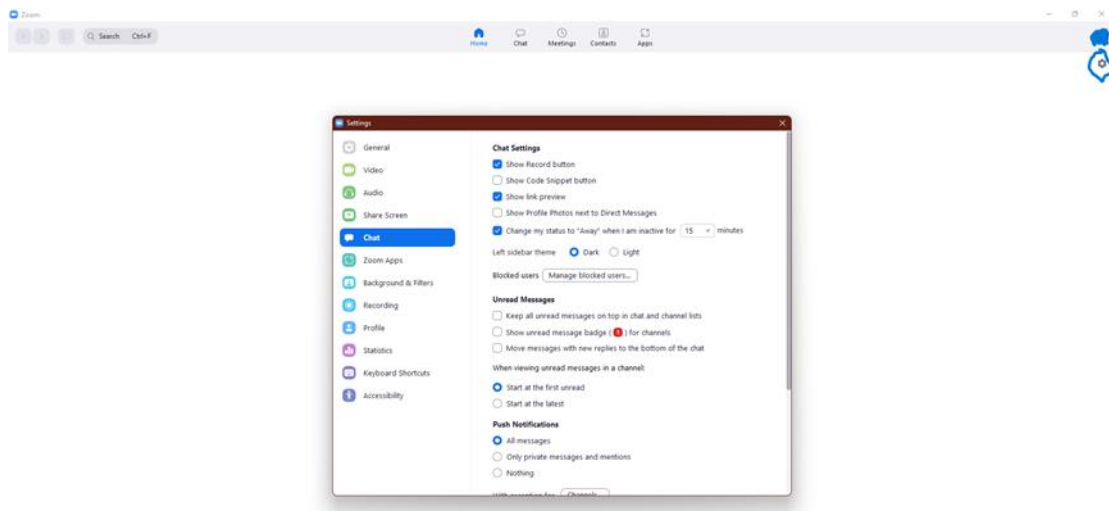 Zoom
Search Ctrl+F
Home
Chat
Meetings
Contacts
Apps
Settings
General
Video
Audio
Share Screen
Chat
Zoom Apps
Background & Filters
Recording
Profile
Statistics
Keyboard Shortcuts
Accessibility
Chat Settings
Show Record button
Show Code Snippet button
Show link preview
Show Profile Photos next to Direct Messages
Change my status to "Away" when I am inactive for 15 minutes
Left sidebar theme Dark Light
Blocked users Manage blocked users...
Unread Messages
Keep all unread messages on top in chat and channel lists
Show unread message badge ( 1 ) for channels
Move messages with new replies to the bottom of the chat
When viewing unread messages in a channel:
Start at the first unread
Start at the latest
Push Notifications
All messages
Only private messages and mentions
Nothing
With exception for Channels...